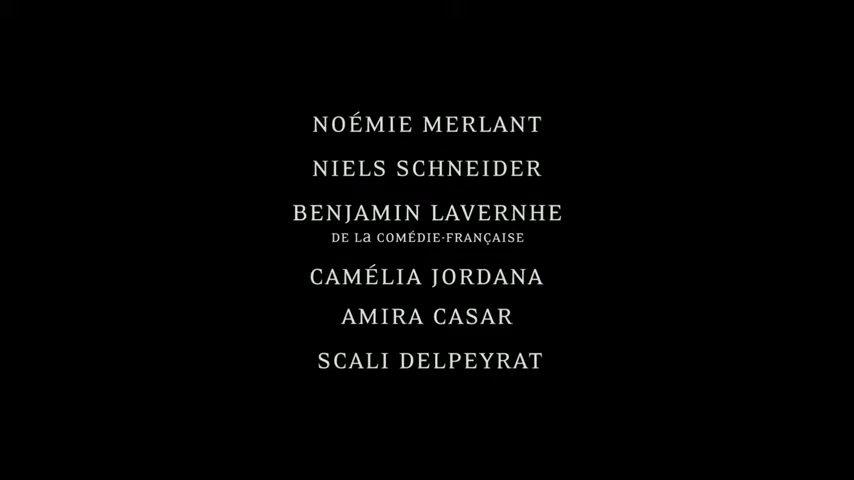 NOÉMIE MERLANT
NIELS SCHNEIDER
BENJAMIN LAVERNHE
DE La COMÉDIE-FRANÇAISE
CAMÉLIA JORDANA
AMIRA CASAR
SCALI DELPEYRAT